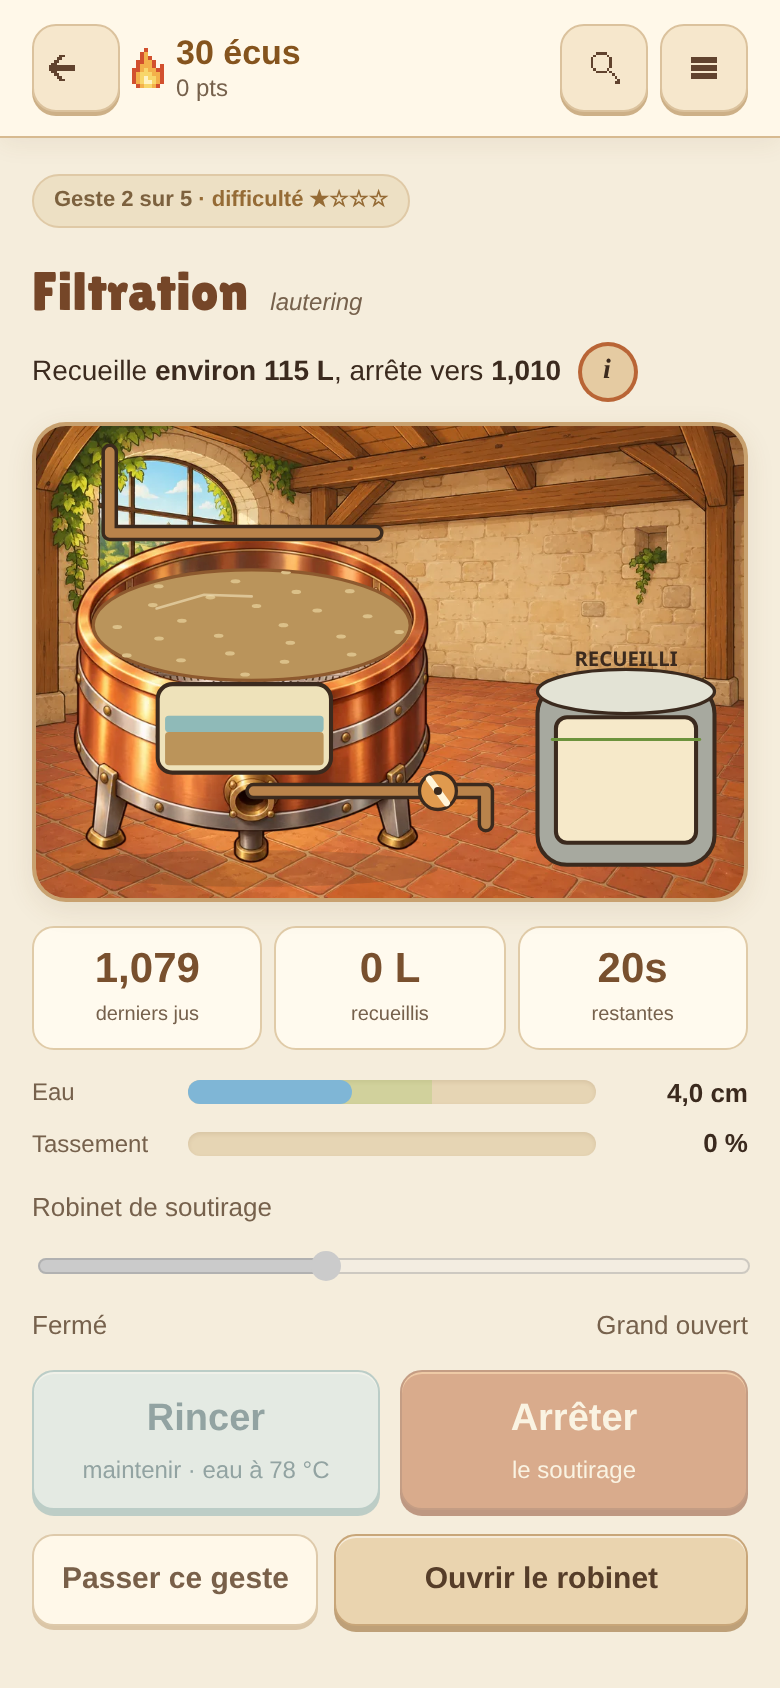 30 écus
0 pts
Geste 2 sur 5 · difficulté ★☆☆☆
Filtration lautering
Recueille environ 115 L, arrête vers 1,010 i
RECUEILLI
1,079 0 L 20s
derniers jus recueillis restantes
Eau 4,0 cm
Tassement 0 %
Robinet de soutirage
Fermé Grand ouvert
Rincer Arrêter
maintenir · eau à 78 °C le soutirage
Passer ce geste Ouvrir le robinet